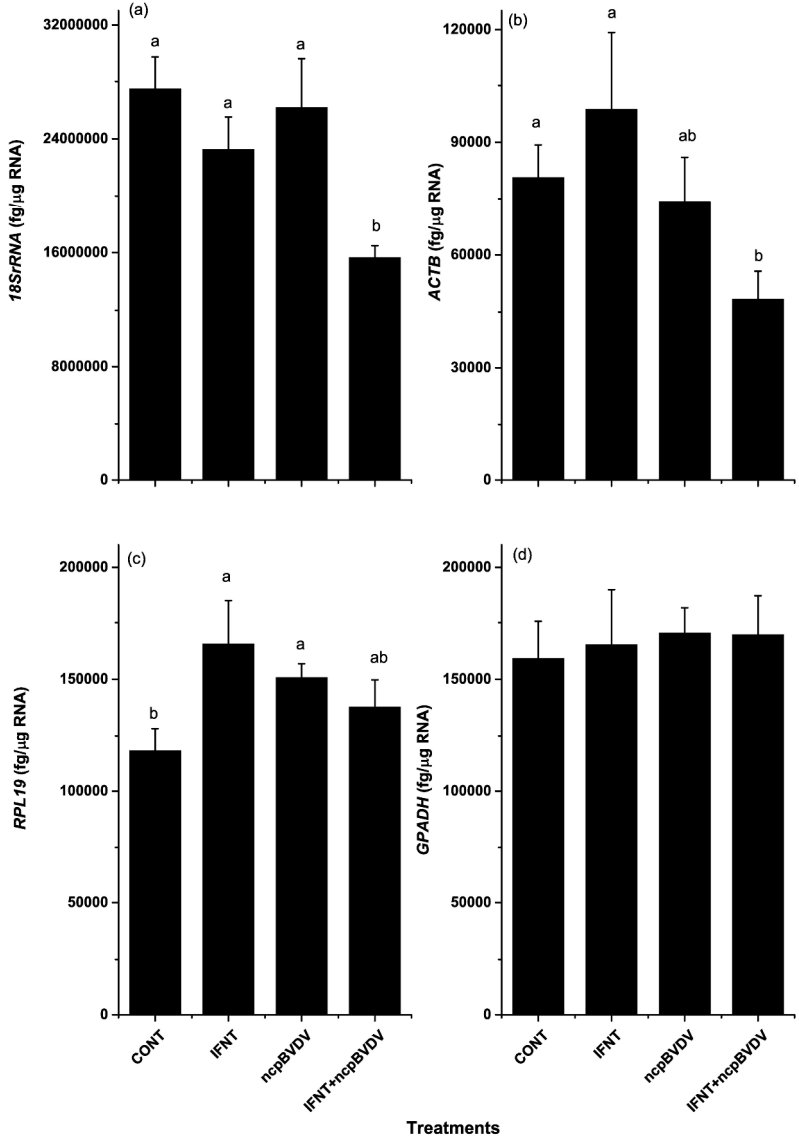 (a)
32000000
24000000
16000000
8000000
0
18SrRNA (fg/μg RNA)
a
a
a
b
(b)
120000
90000
60000
30000
0
ACTB (fg/μg RNA)
a
a
ab
b
(c)
200000
150000
100000
50000
0
RPL19 (fg/μg RNA)
b
a
a
ab
CONT
IFNT
ncpBVDV
IFNT+ncpBVDV
(d)
200000
150000
100000
50000
0
GPADH (fg/μg RNA)
CONT
IFNT
ncpBVDV
IFNT+ncpBVDV
Treatments